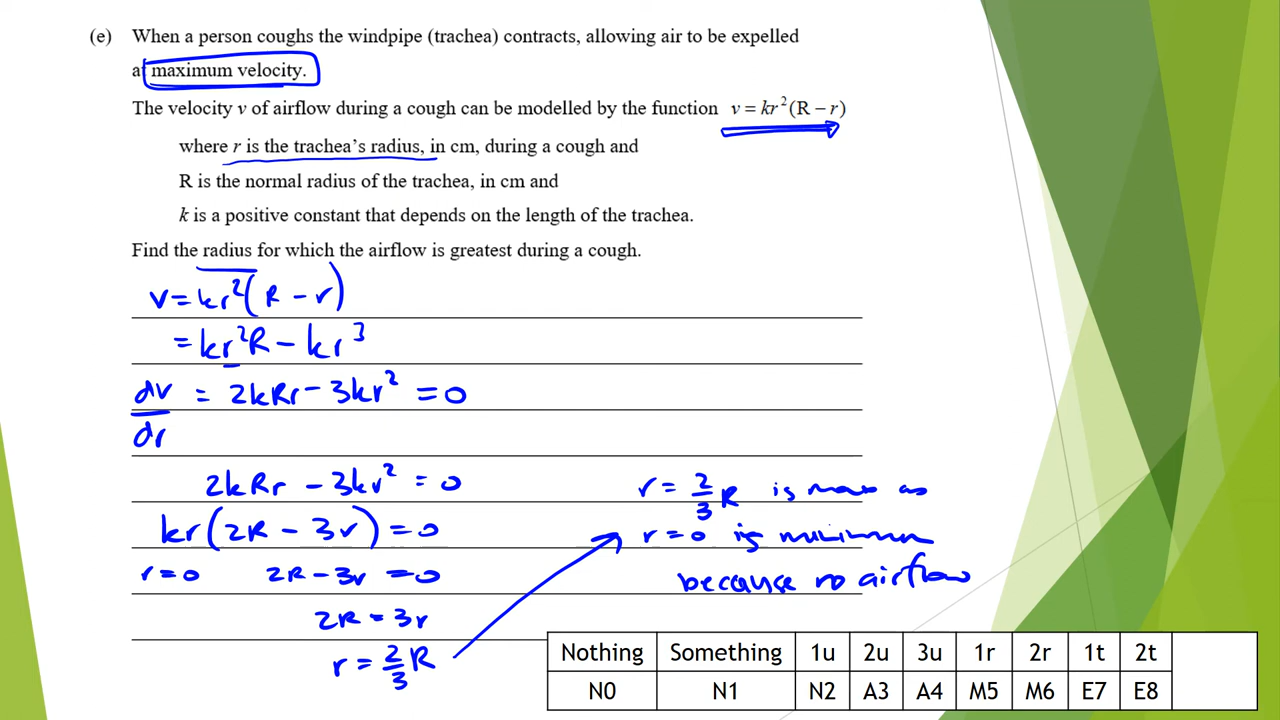 (e) When a person coughs the windpipe (trachea) contracts, allowing air to be expelled
at maximum velocity.
The velocity v of airflow during a cough can be modelled by the function v = kr²(R − r)
where r is the trachea's radius, in cm, during a cough and
R is the normal radius of the trachea, in cm and
k is a positive constant that depends on the length of the trachea.
Find the radius for which the airflow is greatest during a cough.
v = kr²(R − r)
= kr²R − kr³
dv/dr = 2kRr − 3kr² = 0
2kRr − 3kr² = 0
kr(2R − 3r) = 0
r = 0 2R − 3r = 0
2R = 3r
r = 2/3 R
r = 2/3 R is max as
r = 0 is minimum
because no airflow
Nothing Something 1u 2u 3u 1r 2r 1t 2t
N0 N1 N2 A3 A4 M5 M6 E7 E8